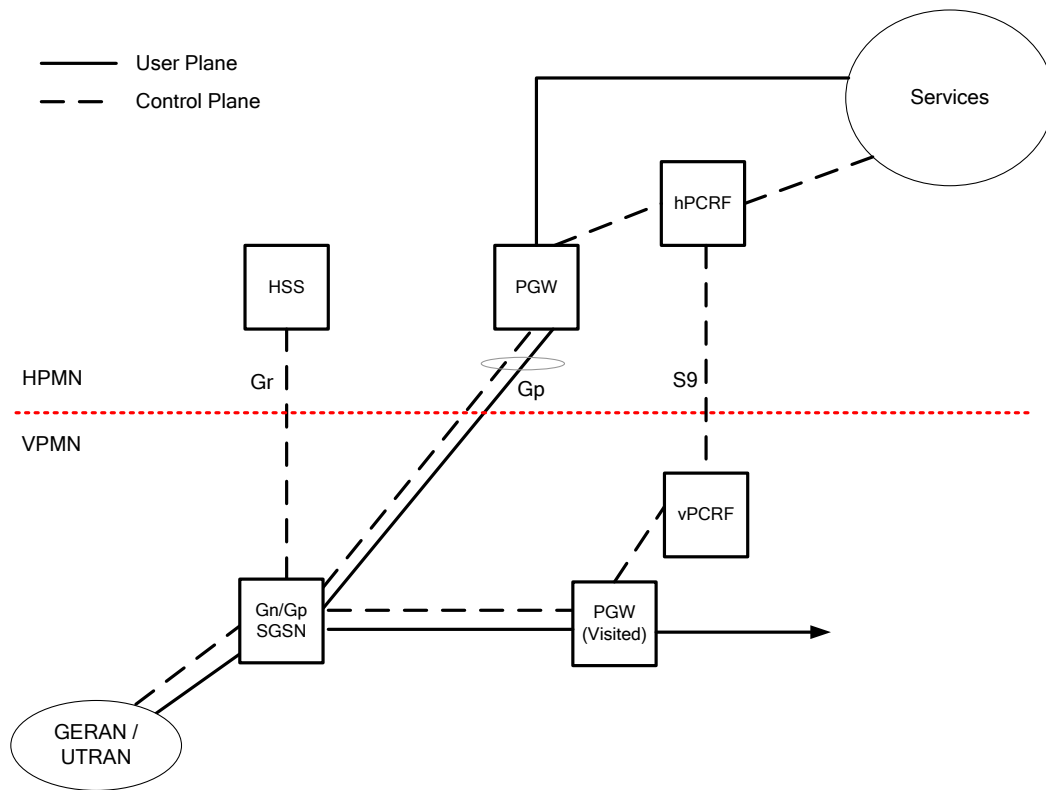 User Plane
Control Plane
Services
hPCRF
HSS
PGW
HPMN
Gr
Gp
S9
VPMN
vPCRF
Gn/Gp
SGSN
PGW
(Visited)
GERAN /
UTRAN